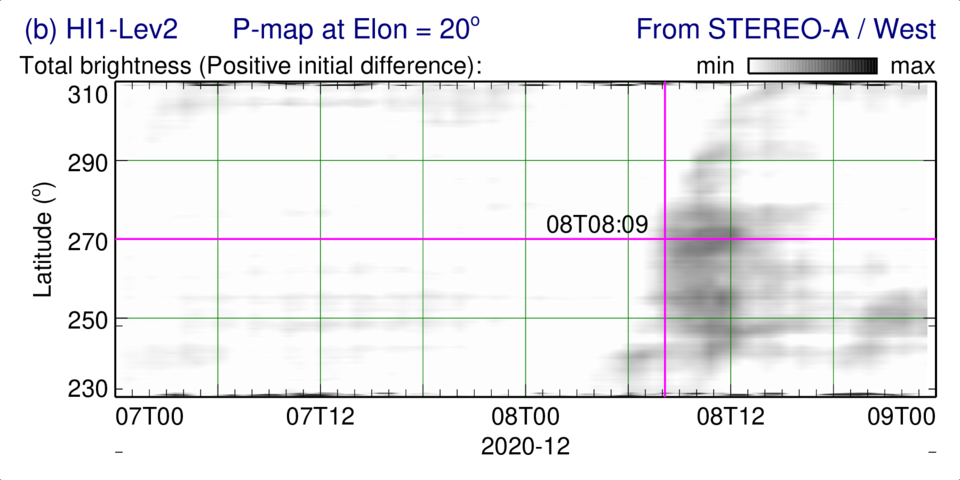 (b) HI1-Lev2 P-map at Elon = 20° From STEREO-A / West
Total brightness (Positive initial difference): min max
310
290
270
250
230
Latitude (°)
08T08:09
07T00 07T12 08T00 08T12 09T00
2020-12